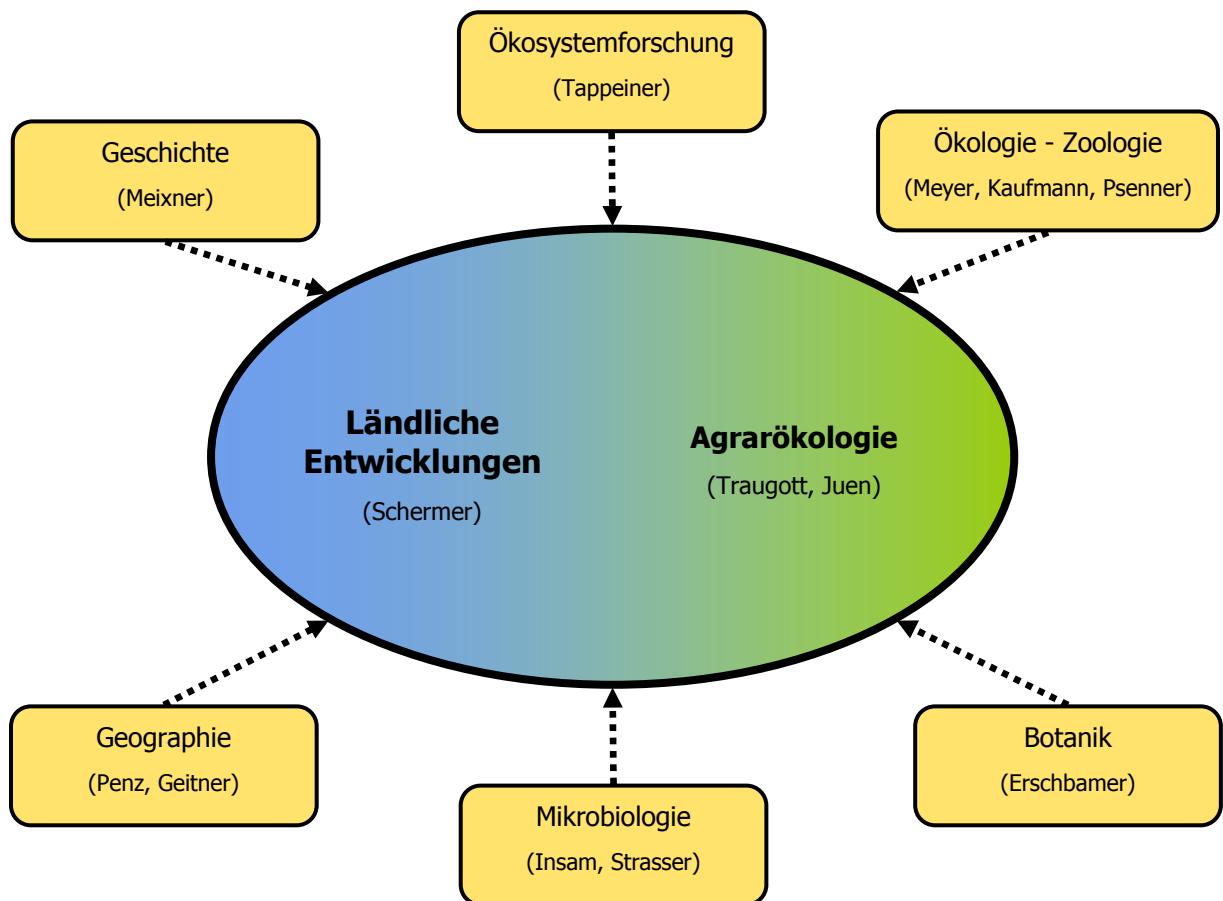 Ökosystemforschung
(Tappeiner)
Geschichte
(Meixner)
Ökologie - Zoologie
(Meyer, Kaufmann, Psenner)
Ländliche
Entwicklungen
(Schermer)
Agrarökologie
(Traugott, Juen)
Geographie
(Penz, Geitner)
Mikrobiologie
(Insam, Strasser)
Botanik
(Erschbamer)